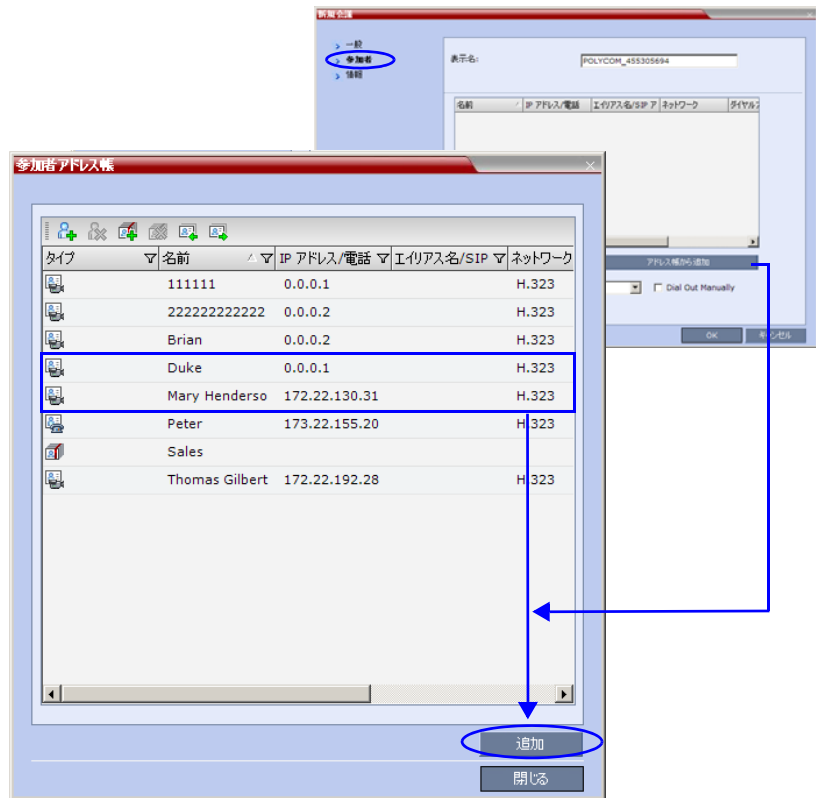 新規会議
一般
参加者
情報
表示名: POLYCOM_455305694
名前 IP アドレス/電話 エイリアス名/SIP ア ネットワーク ダイヤルア
アドレス帳から追加
Dial Out Manually
OK キャンセル
参加者アドレス帳
タイプ 名前 IP アドレス/電話 エイリアス名/SIP ネットワーク
111111 0.0.0.1 H.323
222222222222 0.0.0.2 H.323
Brian 0.0.0.2 H.323
Duke 0.0.0.1 H.323
Mary Henderso 172.22.130.31 H.323
Peter 173.22.155.20 H.323
Sales
Thomas Gilbert 172.22.192.28 H.323
追加
閉じる